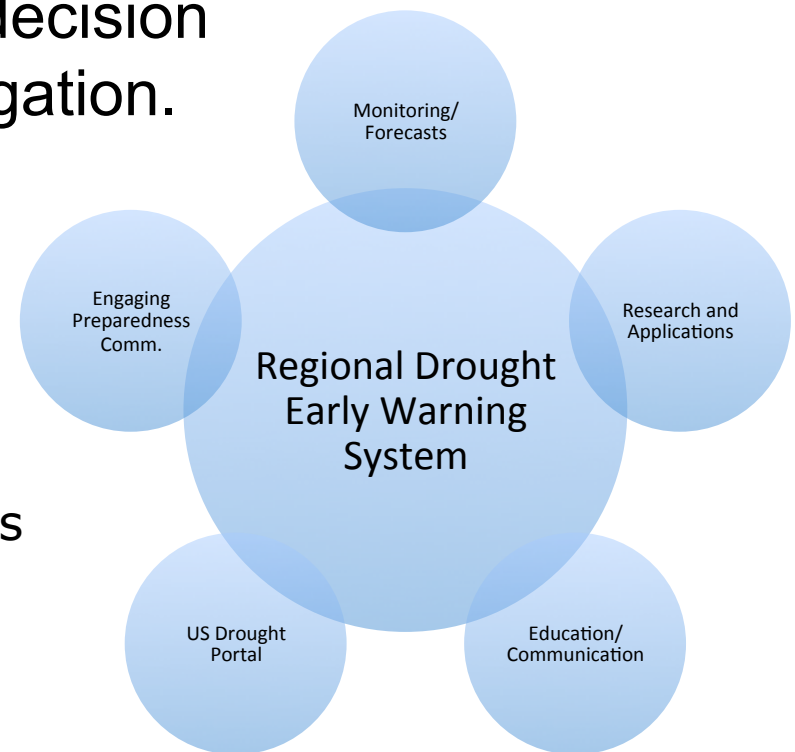 decision
gation.
Monitoring/
Forecasts
Engaging
Preparedness
Comm.
Research and
Applications
Regional Drought
Early Warning
System
s
US Drought
Portal
Education/
Communication